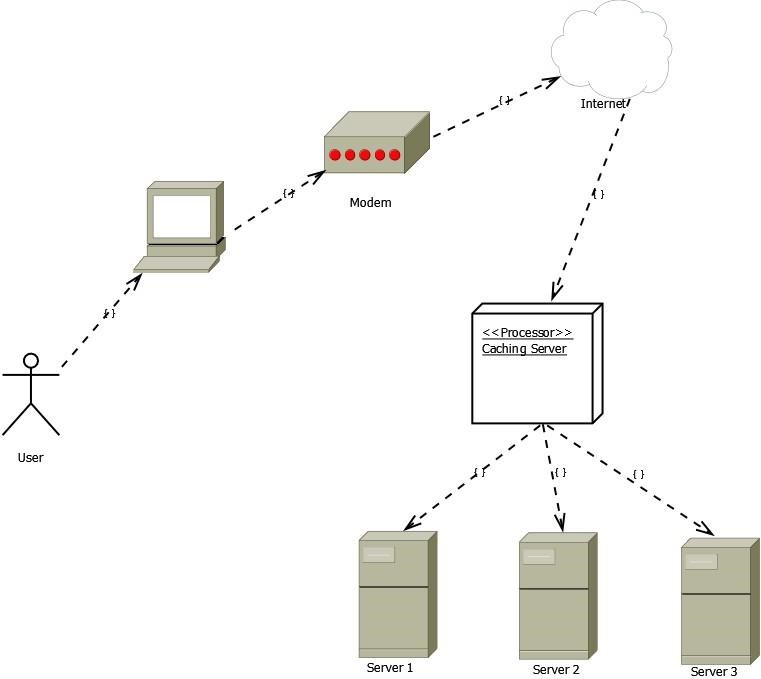 { }
Internet
{ }
Modem
{ }
{ }
<<Processor>>
Caching Server
User
{ }
{ }
{ }
Server 1
Server 2
Server 3